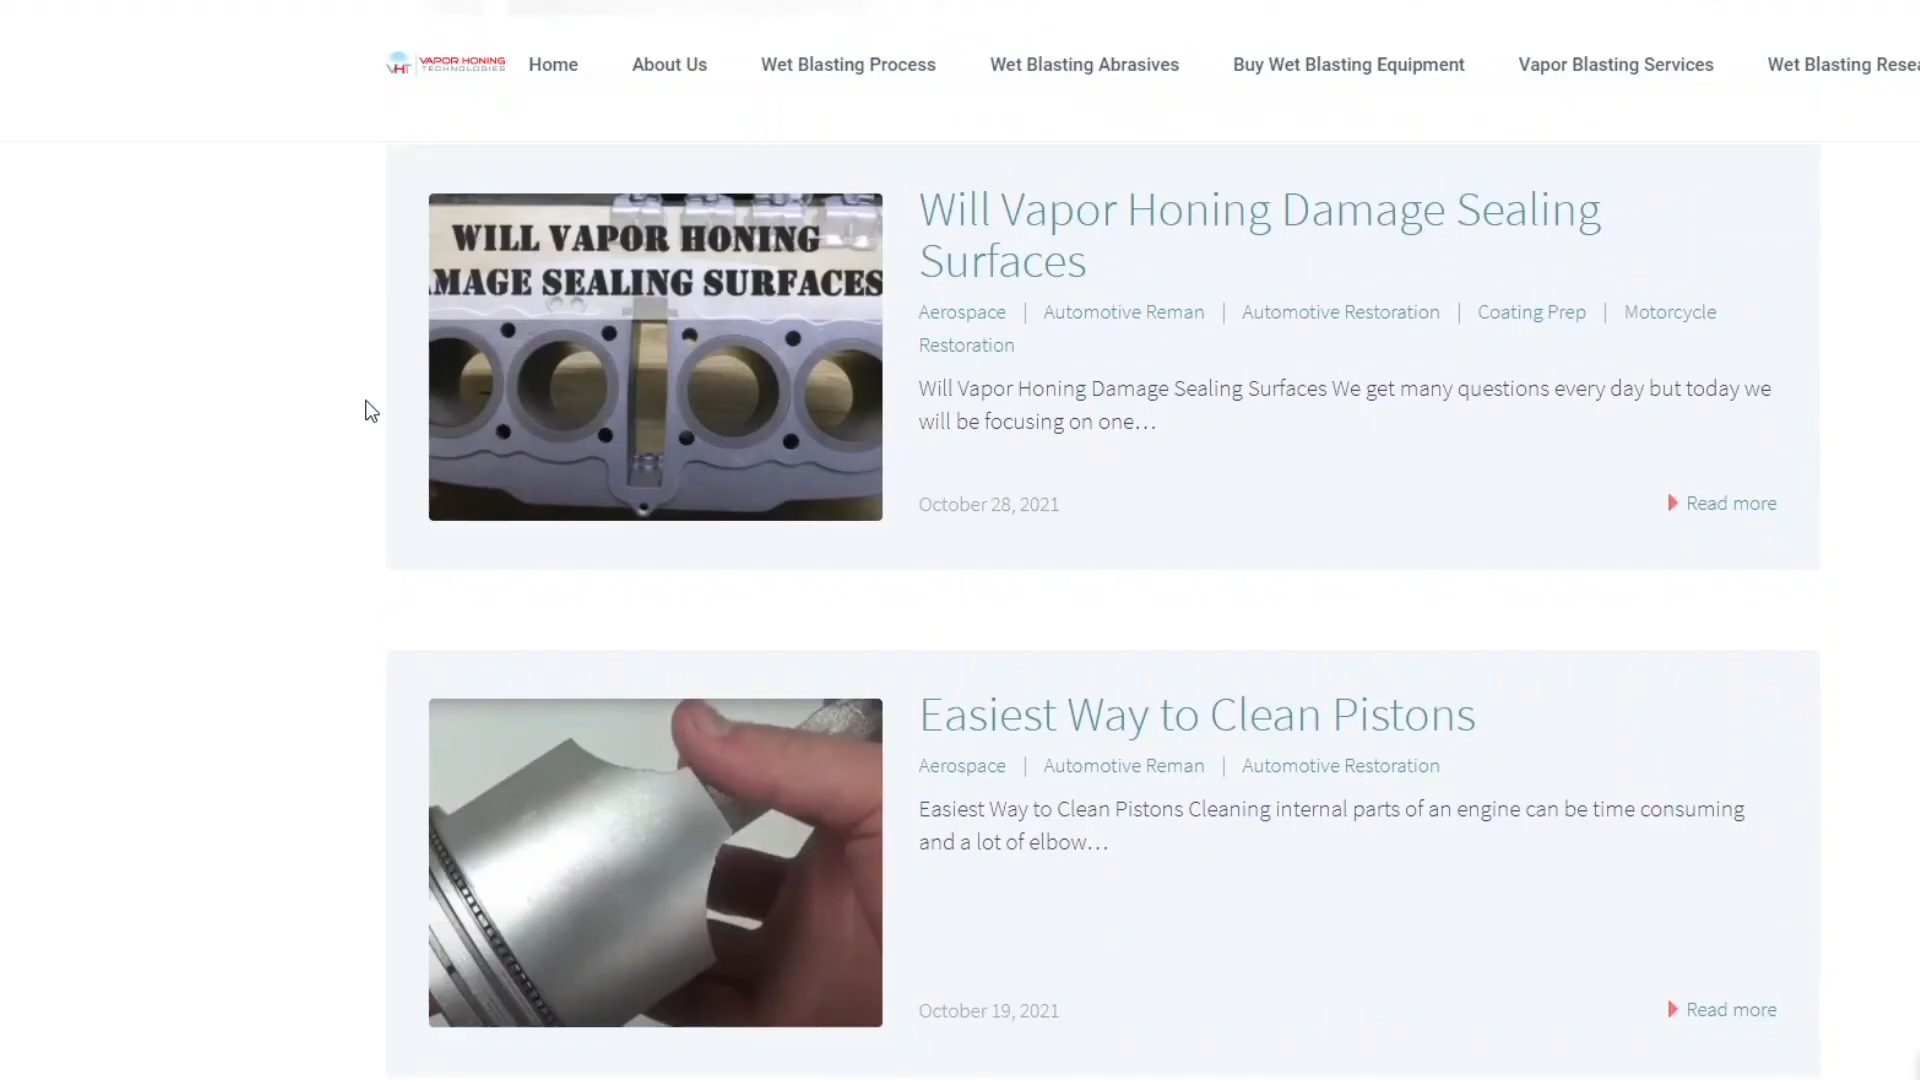 VHT VAPOR HONING TECHNOLOGIES Home About Us Wet Blasting Process Wet Blasting Abrasives Buy Wet Blasting Equipment Vapor Blasting Services Wet Blasting
WILL VAPOR HONING
MAGE SEALING SURFACES
Will Vapor Honing Damage Sealing
Surfaces
Aerospace | Automotive Reman | Automotive Restoration | Coating Prep | Motorcycle
Restoration
Will Vapor Honing Damage Sealing Surfaces We get many questions every day but today we
will be focusing on one...
October 28, 2021 Read more
Easiest Way to Clean Pistons
Aerospace | Automotive Reman | Automotive Restoration
Easiest Way to Clean Pistons Cleaning internal parts of an engine can be time consuming
and a lot of elbow...
October 19, 2021 Read more